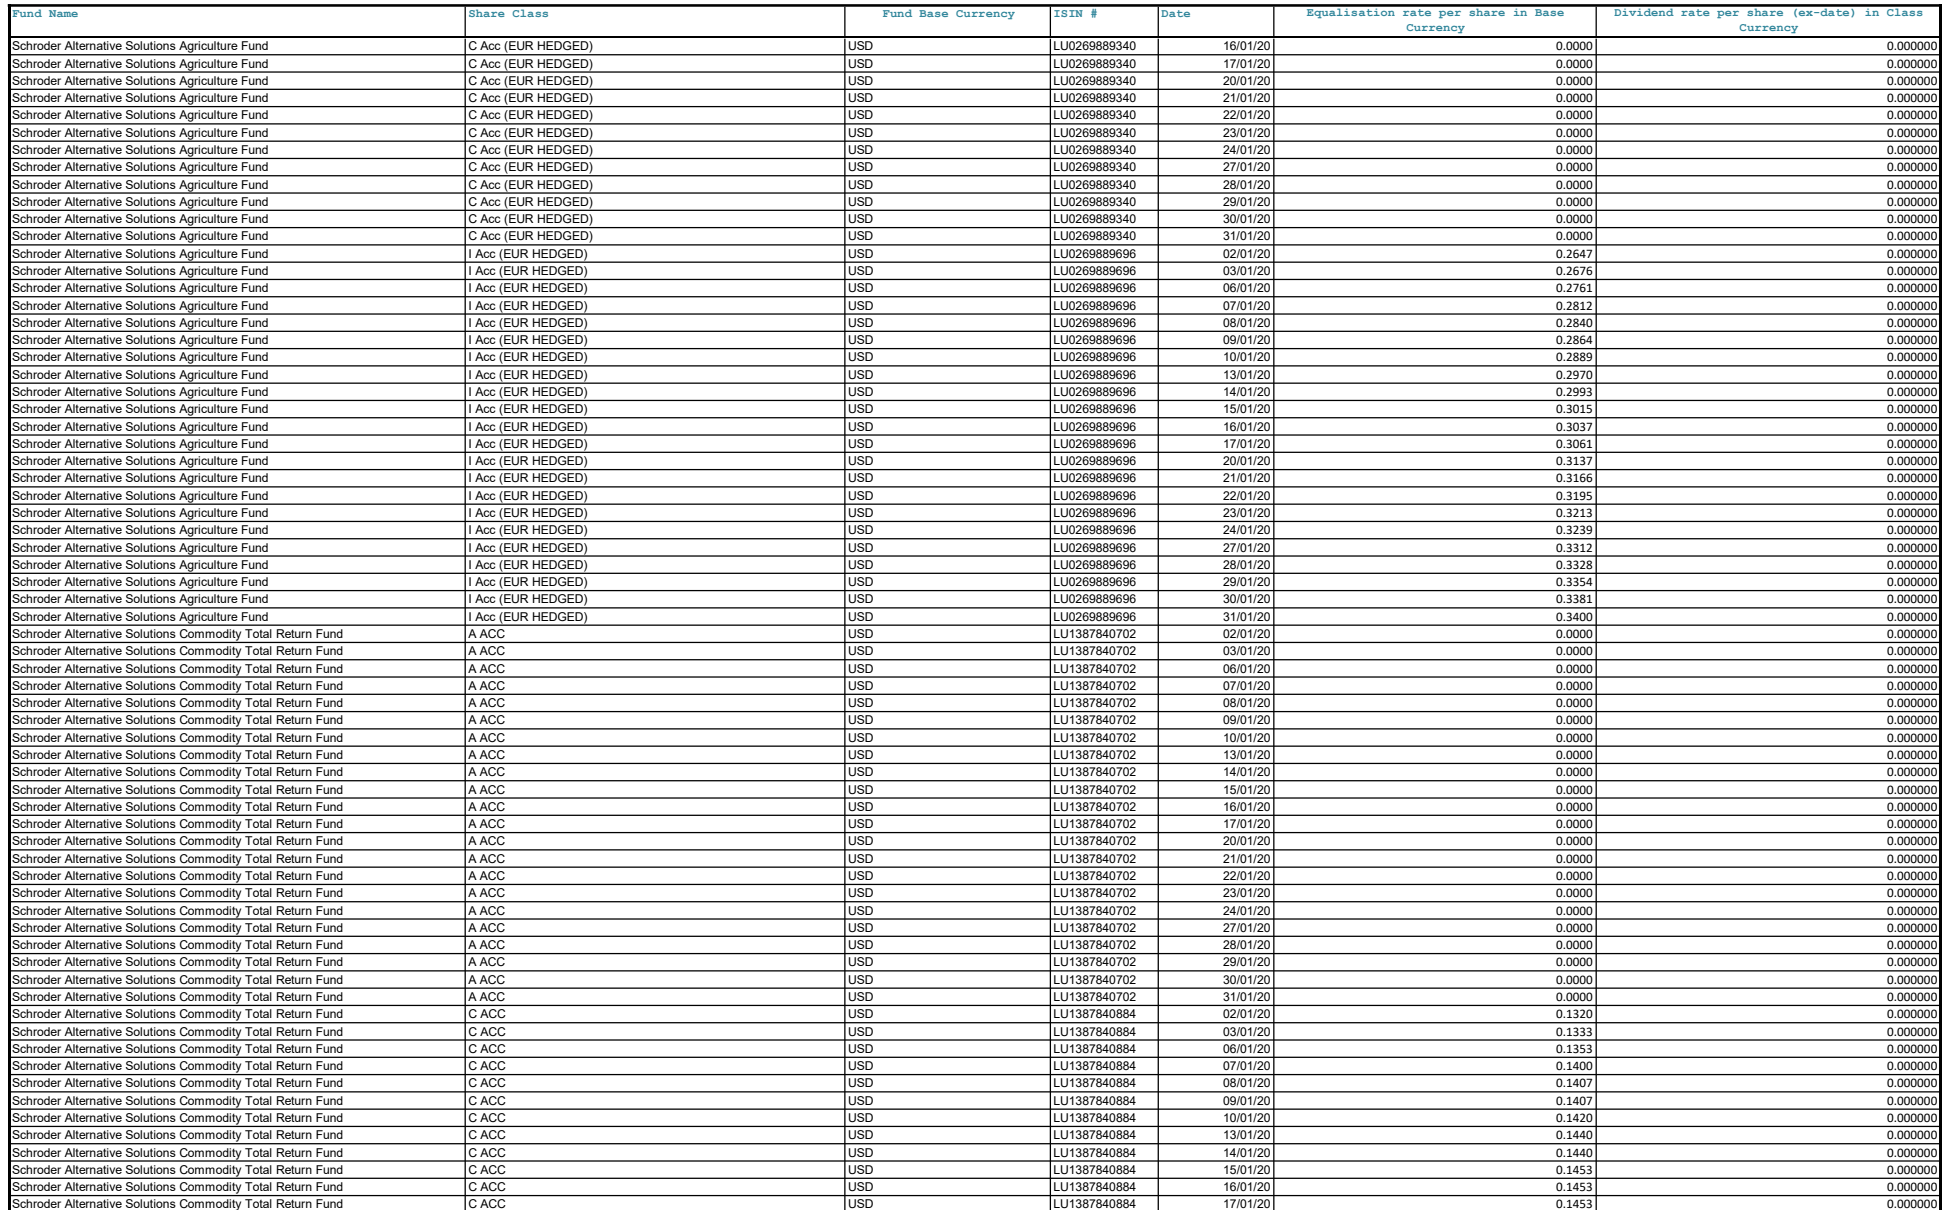 Fund Name Share Class Fund Base Currency ISIN # Date Equalisation rate per share in Base Currency Dividend rate per share (ex-date) in Class Currency
Schroder Alternative Solutions Agriculture Fund C Acc (EUR HEDGED) USD LU0269889340 16/01/20 0.0000 0.000000
Schroder Alternative Solutions Agriculture Fund C Acc (EUR HEDGED) USD LU0269889340 17/01/20 0.0000 0.000000
Schroder Alternative Solutions Agriculture Fund C Acc (EUR HEDGED) USD LU0269889340 20/01/20 0.0000 0.000000
Schroder Alternative Solutions Agriculture Fund C Acc (EUR HEDGED) USD LU0269889340 21/01/20 0.0000 0.000000
Schroder Alternative Solutions Agriculture Fund C Acc (EUR HEDGED) USD LU0269889340 22/01/20 0.0000 0.000000
Schroder Alternative Solutions Agriculture Fund C Acc (EUR HEDGED) USD LU0269889340 23/01/20 0.0000 0.000000
Schroder Alternative Solutions Agriculture Fund C Acc (EUR HEDGED) USD LU0269889340 24/01/20 0.0000 0.000000
Schroder Alternative Solutions Agriculture Fund C Acc (EUR HEDGED) USD LU0269889340 27/01/20 0.0000 0.000000
Schroder Alternative Solutions Agriculture Fund C Acc (EUR HEDGED) USD LU0269889340 28/01/20 0.0000 0.000000
Schroder Alternative Solutions Agriculture Fund C Acc (EUR HEDGED) USD LU0269889340 29/01/20 0.0000 0.000000
Schroder Alternative Solutions Agriculture Fund C Acc (EUR HEDGED) USD LU0269889340 30/01/20 0.0000 0.000000
Schroder Alternative Solutions Agriculture Fund C Acc (EUR HEDGED) USD LU0269889340 31/01/20 0.0000 0.000000
Schroder Alternative Solutions Agriculture Fund I Acc (EUR HEDGED) USD LU0269889696 02/01/20 0.2647 0.000000
Schroder Alternative Solutions Agriculture Fund I Acc (EUR HEDGED) USD LU0269889696 03/01/20 0.2676 0.000000
Schroder Alternative Solutions Agriculture Fund I Acc (EUR HEDGED) USD LU0269889696 06/01/20 0.2761 0.000000
Schroder Alternative Solutions Agriculture Fund I Acc (EUR HEDGED) USD LU0269889696 07/01/20 0.2812 0.000000
Schroder Alternative Solutions Agriculture Fund I Acc (EUR HEDGED) USD LU0269889696 08/01/20 0.2840 0.000000
Schroder Alternative Solutions Agriculture Fund I Acc (EUR HEDGED) USD LU0269889696 09/01/20 0.2864 0.000000
Schroder Alternative Solutions Agriculture Fund I Acc (EUR HEDGED) USD LU0269889696 10/01/20 0.2889 0.000000
Schroder Alternative Solutions Agriculture Fund I Acc (EUR HEDGED) USD LU0269889696 13/01/20 0.2970 0.000000
Schroder Alternative Solutions Agriculture Fund I Acc (EUR HEDGED) USD LU0269889696 14/01/20 0.2993 0.000000
Schroder Alternative Solutions Agriculture Fund I Acc (EUR HEDGED) USD LU0269889696 15/01/20 0.3015 0.000000
Schroder Alternative Solutions Agriculture Fund I Acc (EUR HEDGED) USD LU0269889696 16/01/20 0.3037 0.000000
Schroder Alternative Solutions Agriculture Fund I Acc (EUR HEDGED) USD LU0269889696 17/01/20 0.3061 0.000000
Schroder Alternative Solutions Agriculture Fund I Acc (EUR HEDGED) USD LU0269889696 20/01/20 0.3137 0.000000
Schroder Alternative Solutions Agriculture Fund I Acc (EUR HEDGED) USD LU0269889696 21/01/20 0.3166 0.000000
Schroder Alternative Solutions Agriculture Fund I Acc (EUR HEDGED) USD LU0269889696 22/01/20 0.3195 0.000000
Schroder Alternative Solutions Agriculture Fund I Acc (EUR HEDGED) USD LU0269889696 23/01/20 0.3213 0.000000
Schroder Alternative Solutions Agriculture Fund I Acc (EUR HEDGED) USD LU0269889696 24/01/20 0.3239 0.000000
Schroder Alternative Solutions Agriculture Fund I Acc (EUR HEDGED) USD LU0269889696 27/01/20 0.3312 0.000000
Schroder Alternative Solutions Agriculture Fund I Acc (EUR HEDGED) USD LU0269889696 28/01/20 0.3328 0.000000
Schroder Alternative Solutions Agriculture Fund I Acc (EUR HEDGED) USD LU0269889696 29/01/20 0.3354 0.000000
Schroder Alternative Solutions Agriculture Fund I Acc (EUR HEDGED) USD LU0269889696 30/01/20 0.3381 0.000000
Schroder Alternative Solutions Agriculture Fund I Acc (EUR HEDGED) USD LU0269889696 31/01/20 0.3400 0.000000
Schroder Alternative Solutions Commodity Total Return Fund A ACC USD LU1387840702 02/01/20 0.0000 0.000000
Schroder Alternative Solutions Commodity Total Return Fund A ACC USD LU1387840702 03/01/20 0.0000 0.000000
Schroder Alternative Solutions Commodity Total Return Fund A ACC USD LU1387840702 06/01/20 0.0000 0.000000
Schroder Alternative Solutions Commodity Total Return Fund A ACC USD LU1387840702 07/01/20 0.0000 0.000000
Schroder Alternative Solutions Commodity Total Return Fund A ACC USD LU1387840702 08/01/20 0.0000 0.000000
Schroder Alternative Solutions Commodity Total Return Fund A ACC USD LU1387840702 09/01/20 0.0000 0.000000
Schroder Alternative Solutions Commodity Total Return Fund A ACC USD LU1387840702 10/01/20 0.0000 0.000000
Schroder Alternative Solutions Commodity Total Return Fund A ACC USD LU1387840702 13/01/20 0.0000 0.000000
Schroder Alternative Solutions Commodity Total Return Fund A ACC USD LU1387840702 14/01/20 0.0000 0.000000
Schroder Alternative Solutions Commodity Total Return Fund A ACC USD LU1387840702 15/01/20 0.0000 0.000000
Schroder Alternative Solutions Commodity Total Return Fund A ACC USD LU1387840702 16/01/20 0.0000 0.000000
Schroder Alternative Solutions Commodity Total Return Fund A ACC USD LU1387840702 17/01/20 0.0000 0.000000
Schroder Alternative Solutions Commodity Total Return Fund A ACC USD LU1387840702 20/01/20 0.0000 0.000000
Schroder Alternative Solutions Commodity Total Return Fund A ACC USD LU1387840702 21/01/20 0.0000 0.000000
Schroder Alternative Solutions Commodity Total Return Fund A ACC USD LU1387840702 22/01/20 0.0000 0.000000
Schroder Alternative Solutions Commodity Total Return Fund A ACC USD LU1387840702 23/01/20 0.0000 0.000000
Schroder Alternative Solutions Commodity Total Return Fund A ACC USD LU1387840702 24/01/20 0.0000 0.000000
Schroder Alternative Solutions Commodity Total Return Fund A ACC USD LU1387840702 27/01/20 0.0000 0.000000
Schroder Alternative Solutions Commodity Total Return Fund A ACC USD LU1387840702 28/01/20 0.0000 0.000000
Schroder Alternative Solutions Commodity Total Return Fund A ACC USD LU1387840702 29/01/20 0.0000 0.000000
Schroder Alternative Solutions Commodity Total Return Fund A ACC USD LU1387840702 30/01/20 0.0000 0.000000
Schroder Alternative Solutions Commodity Total Return Fund A ACC USD LU1387840702 31/01/20 0.0000 0.000000
Schroder Alternative Solutions Commodity Total Return Fund C ACC USD LU1387840884 02/01/20 0.1320 0.000000
Schroder Alternative Solutions Commodity Total Return Fund C ACC USD LU1387840884 03/01/20 0.1333 0.000000
Schroder Alternative Solutions Commodity Total Return Fund C ACC USD LU1387840884 06/01/20 0.1353 0.000000
Schroder Alternative Solutions Commodity Total Return Fund C ACC USD LU1387840884 07/01/20 0.1400 0.000000
Schroder Alternative Solutions Commodity Total Return Fund C ACC USD LU1387840884 08/01/20 0.1407 0.000000
Schroder Alternative Solutions Commodity Total Return Fund C ACC USD LU1387840884 09/01/20 0.1407 0.000000
Schroder Alternative Solutions Commodity Total Return Fund C ACC USD LU1387840884 10/01/20 0.1420 0.000000
Schroder Alternative Solutions Commodity Total Return Fund C ACC USD LU1387840884 13/01/20 0.1440 0.000000
Schroder Alternative Solutions Commodity Total Return Fund C ACC USD LU1387840884 14/01/20 0.1440 0.000000
Schroder Alternative Solutions Commodity Total Return Fund C ACC USD LU1387840884 15/01/20 0.1453 0.000000
Schroder Alternative Solutions Commodity Total Return Fund C ACC USD LU1387840884 16/01/20 0.1453 0.000000
Schroder Alternative Solutions Commodity Total Return Fund C ACC USD LU1387840884 17/01/20 0.1453 0.000000